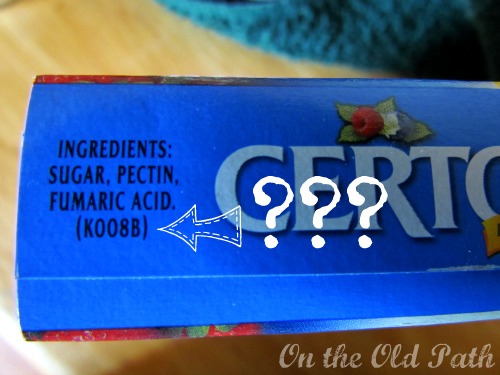 INGREDIENTS:
SUGAR, PECTIN,
FUMARIC ACID.
(K008B)
CERTO
???
On the Old Path